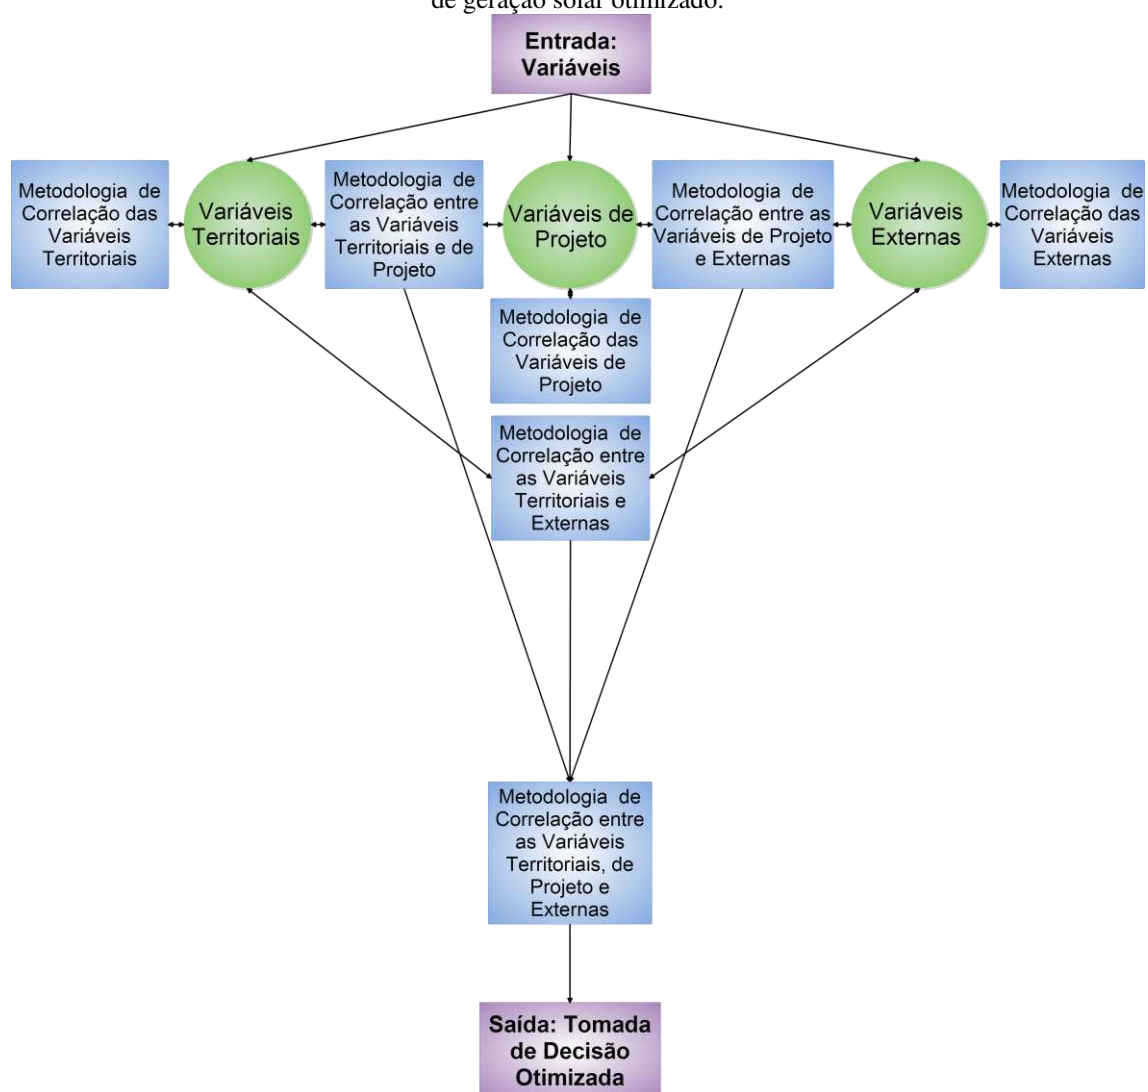 de geração solar otimizado.
Entrada:
Variáveis
Metodologia de
Correlação das
Variáveis
Territoriais
Variáveis
Territoriais
Metodologia de
Correlação entre
as Variáveis
Territoriais e de
Projeto
Variáveis de
Projeto
Metodologia de
Correlação entre as
Variáveis de Projeto
e Externas
Variáveis
Externas
Metodologia de
Correlação das
Variáveis
Externas
Metodologia de
Correlação das
Variáveis de
Projeto
Metodologia de
Correlação entre
as Variáveis
Territoriais e
Externas
Metodologia de
Correlação entre
as Variáveis
Territoriais, de
Projeto e
Externas
Saída: Tomada
de Decisão
Otimizada